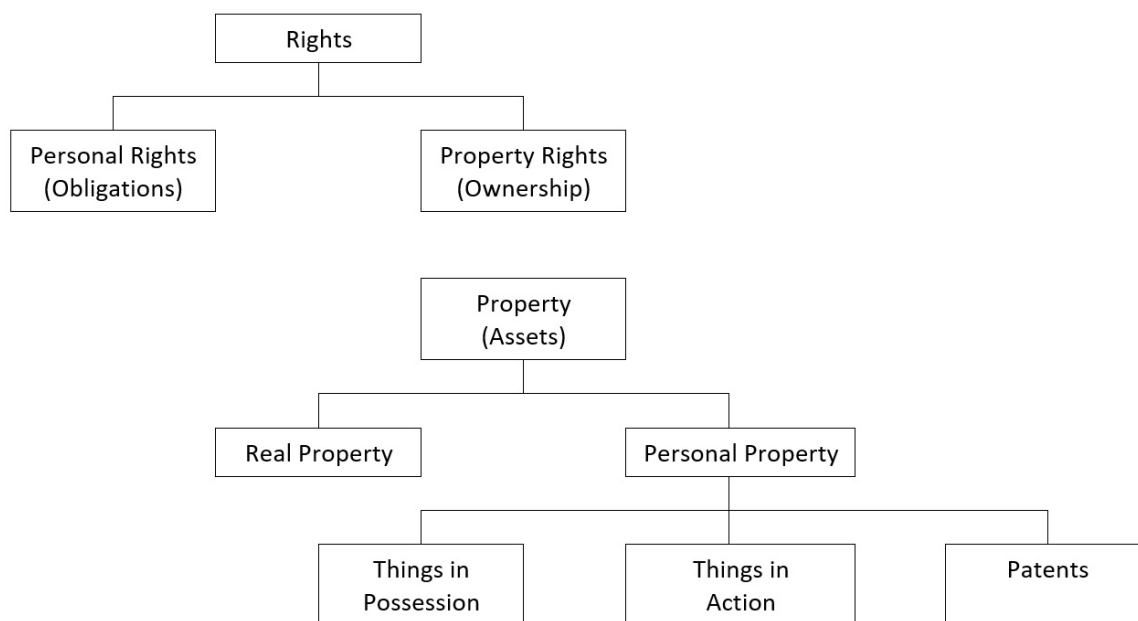 Rights
Personal Rights
(Obligations)
Property Rights
(Ownership)
Property
(Assets)
Real Property
Personal Property
Things in
Possession
Things in
Action
Patents